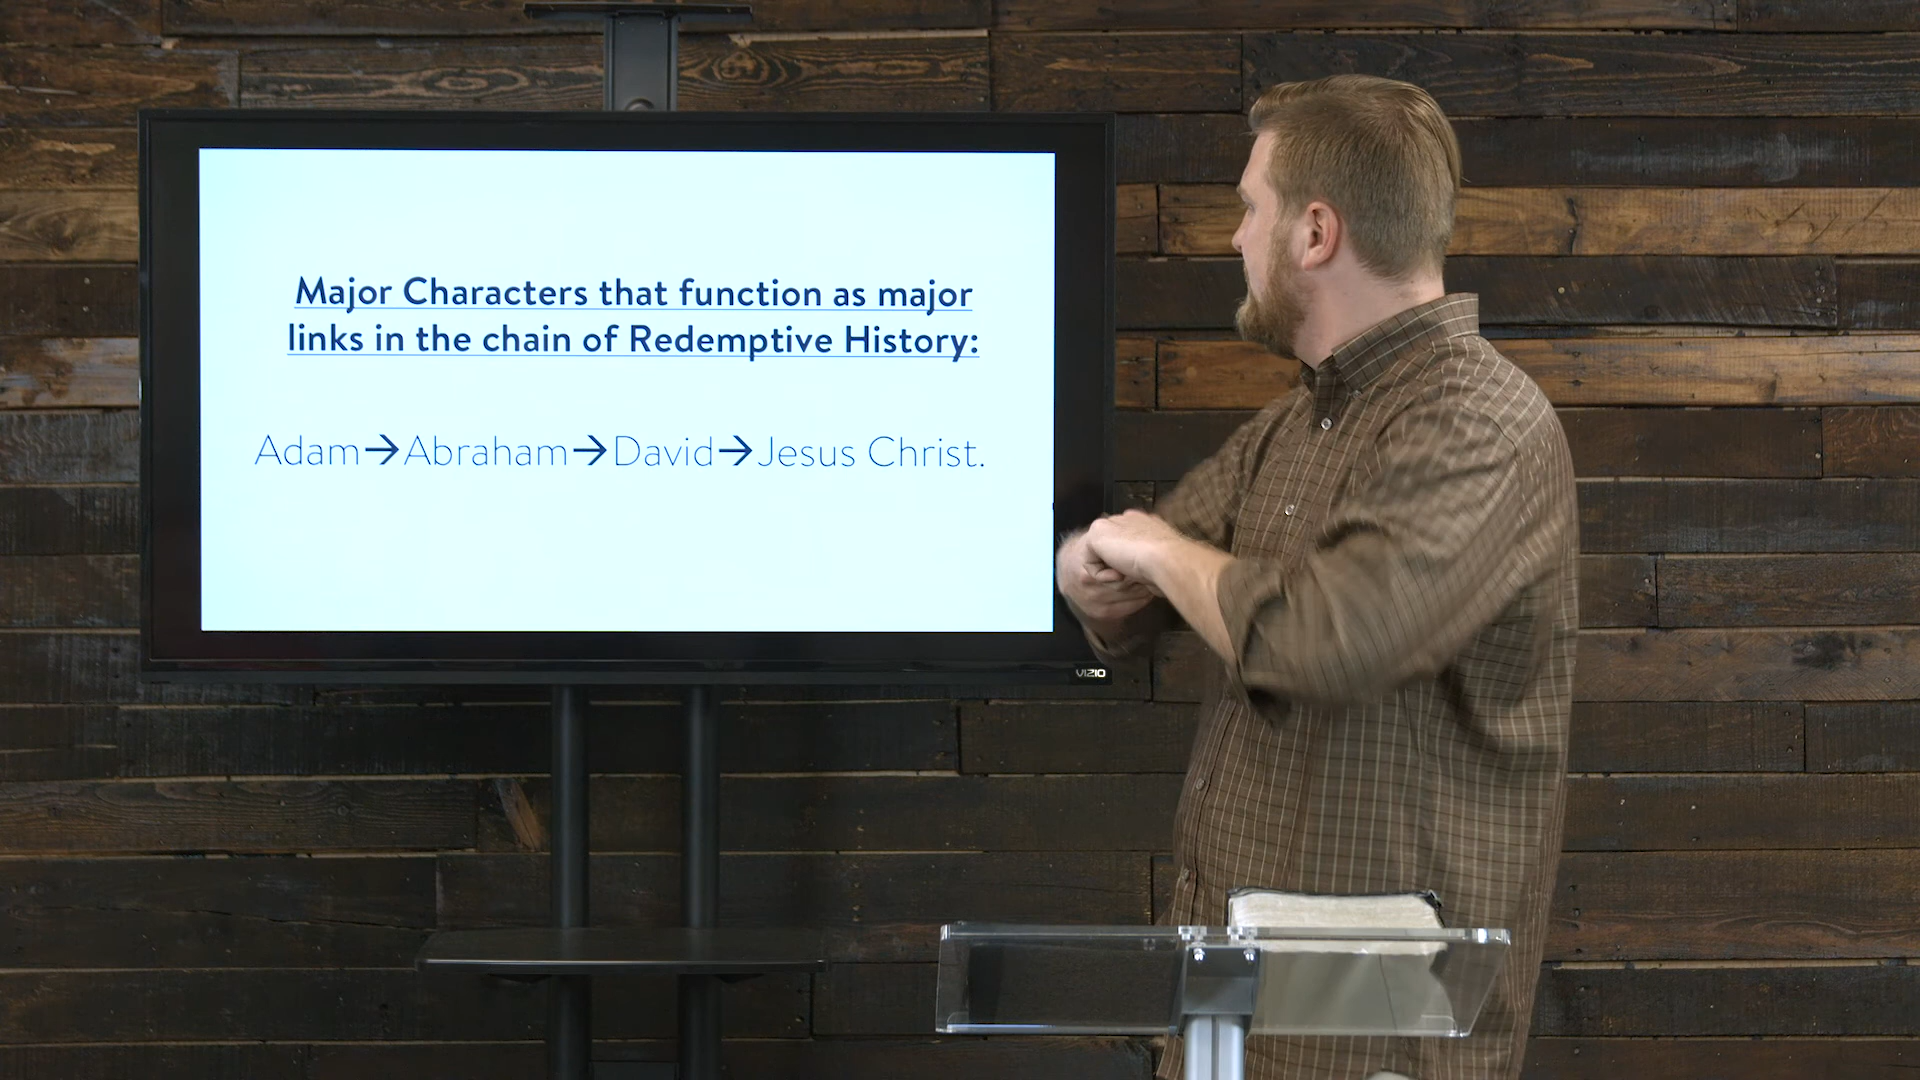 Major Characters that function as major
links in the chain of Redemptive History:
Adam→Abraham→David→Jesus Christ.
VIZIO